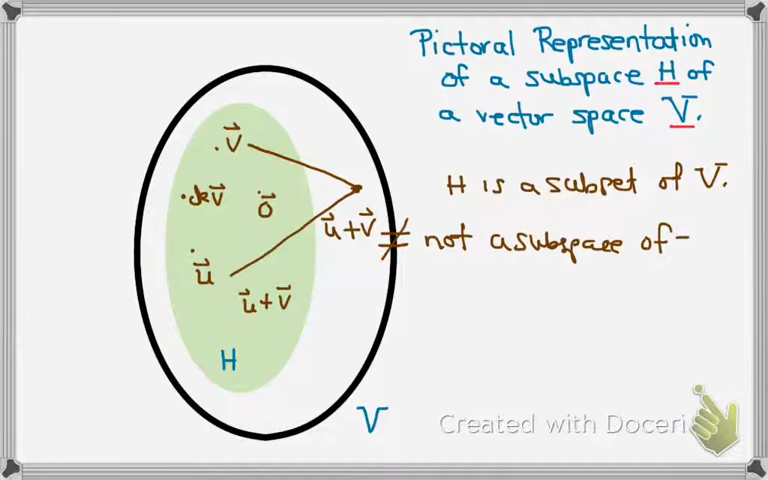 Pictoral Representation
of a subspace H of
a vector space V.
H is a subset of V.
≠ not a subspace of
v⃗
kv⃗
0⃗
u⃗
u⃗+v⃗
u⃗+v⃗
H
V
Created with Doceri